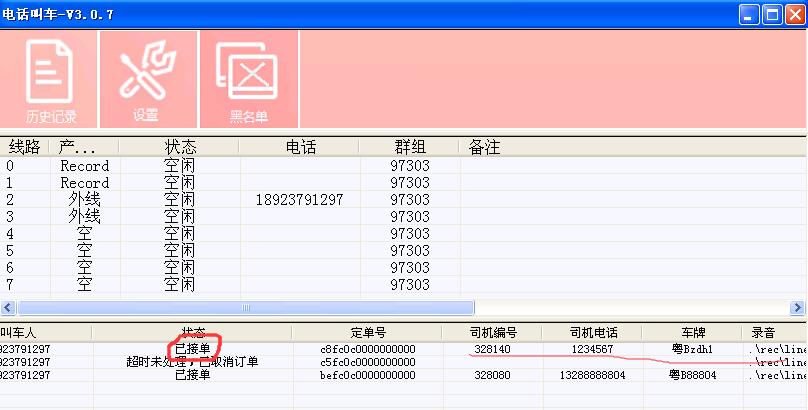 电话叫车-V3.0.7
历史记录 设置 黑名单
线路 产... 状态 电话 群组 备注
0 Record 空闲 97303
1 Record 空闲 97303
2 外线 空闲 18923791297 97303
3 外线 空闲 97303
4 空 空闲 97303
5 空 空闲 97303
6 空 空闲 97303
7 空 空闲 97303
叫车人 状态 定单号 司机编号 司机电话 车牌 录音
923791297 已接单 c8fc0c0000000000 328140 1234567 粤Bzdh1 .\rec\line
923791297 超时未处理，已取消订单 c5fc0c0000000000 .\rec\line
923791297 已接单 befc0c0000000000 328080 13288888804 粤B88804 .\rec\line